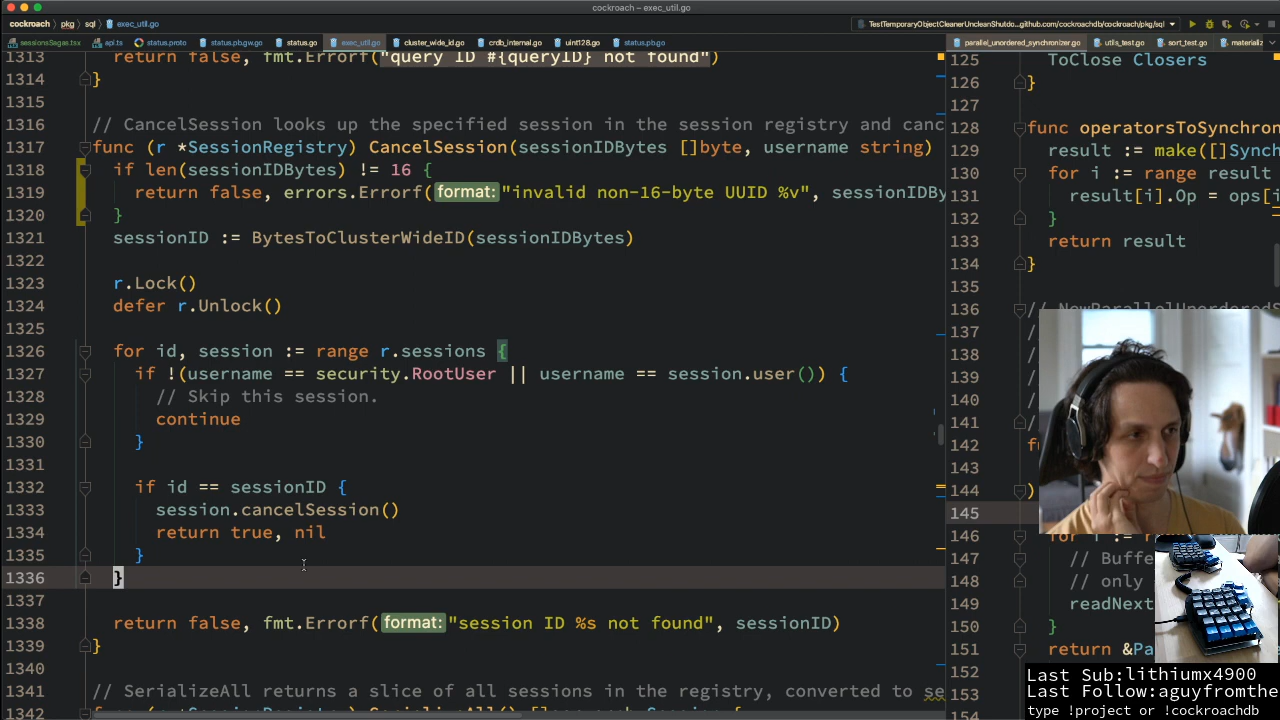 cockroach – exec_util.go
cockroach pkg sql exec_util.go
TestTemporaryObjectCleanerUncleanShutdo...github.com/cockroachdb/cockroach/pkg/sql
sessionsSagas.tsx api.ts status.proto status.pb.gw.go status.go exec_util.go cluster_wide_id.go crdb_internal.go uint128.go status.pb.go
parallel_unordered_synchronizer.go utils_test.go sort_test.go materializ
1313 return false, fmt.Errorf("query ID #{queryID} not found")
1314 }
1315
1316 // CancelSession looks up the specified session in the session registry and canc
1317 func (r *SessionRegistry) CancelSession(sessionIDBytes []byte, username string)
1318 if len(sessionIDBytes) != 16 {
1319 return false, errors.Errorf(format: "invalid non-16-byte UUID %v", sessionIDBy
1320 }
1321 sessionID := BytesToClusterWideID(sessionIDBytes)
1322
1323 r.Lock()
1324 defer r.Unlock()
1325
1326 for id, session := range r.sessions {
1327 if !(username == security.RootUser || username == session.user()) {
1328 // Skip this session.
1329 continue
1330 }
1331
1332 if id == sessionID {
1333 session.cancelSession()
1334 return true, nil
1335 }
1336 }
1337
1338 return false, fmt.Errorf(format: "session ID %s not found", sessionID)
1339 }
1340
1341 // SerializeAll returns a slice of all sessions in the registry, converted to se
1342
125 ToClose Closers
126 }
127
128 func operatorsToSynchron
129 result := make([]Synch
130 for i := range result
131 result[i].Op = ops[i
132 }
133 return result
134 }
135
136 // NewParallelUnorderedS
137 /
138 /
139 /
140 /
141 /
142 fu
143
144 )
145
146 for i := r
147 // Buffe
148 // only
149 readNext
150 }
151 return &Pa
152
153
154
Last Sub:lithiumx4900
Last Follow:aguyfromthe
type !project or !cockroachdb